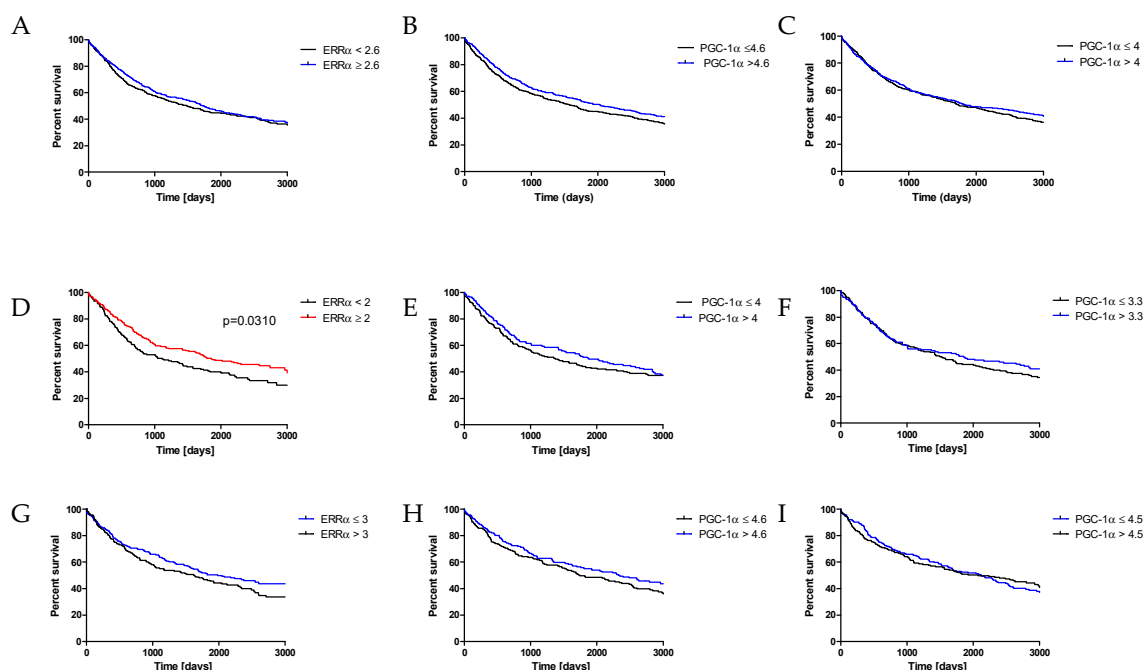 A
100
80
60
40
20
0
0 1000 2000 3000
Percent survival
Time [days]
ERRα < 2.6
ERRα ≥ 2.6
B
100
80
60
40
20
0
0 1000 2000 3000
Percent survival
Time (days)
PGC-1α ≤4.6
PGC-1α >4.6
C
100
80
60
40
20
0
0 1000 2000 3000
Percent survival
Time (days)
PGC-1α ≤ 4
PGC-1α > 4
D
100
80
60
40
20
0
0 1000 2000 3000
Percent survival
Time [days]
p=0.0310
ERRα < 2
ERRα ≥ 2
E
100
80
60
40
20
0
0 1000 2000 3000
Percent survival
Time [days]
PGC-1α ≤ 4
PGC-1α > 4
F
100
80
60
40
20
0
0 1000 2000 3000
Percent survival
Time [days]
PGC-1α ≤ 3.3
PGC-1α > 3.3
G
100
80
60
40
20
0
0 1000 2000 3000
Percent survival
Time [days]
ERRα ≤ 3
ERRα > 3
H
100
80
60
40
20
0
0 1000 2000 3000
Percent survival
Time [days]
PGC-1α ≤ 4.6
PGC-1α > 4.6
I
100
80
60
40
20
0
0 1000 2000 3000
Percent survival
Time [days]
PGC-1α ≤ 4.5
PGC-1α > 4.5